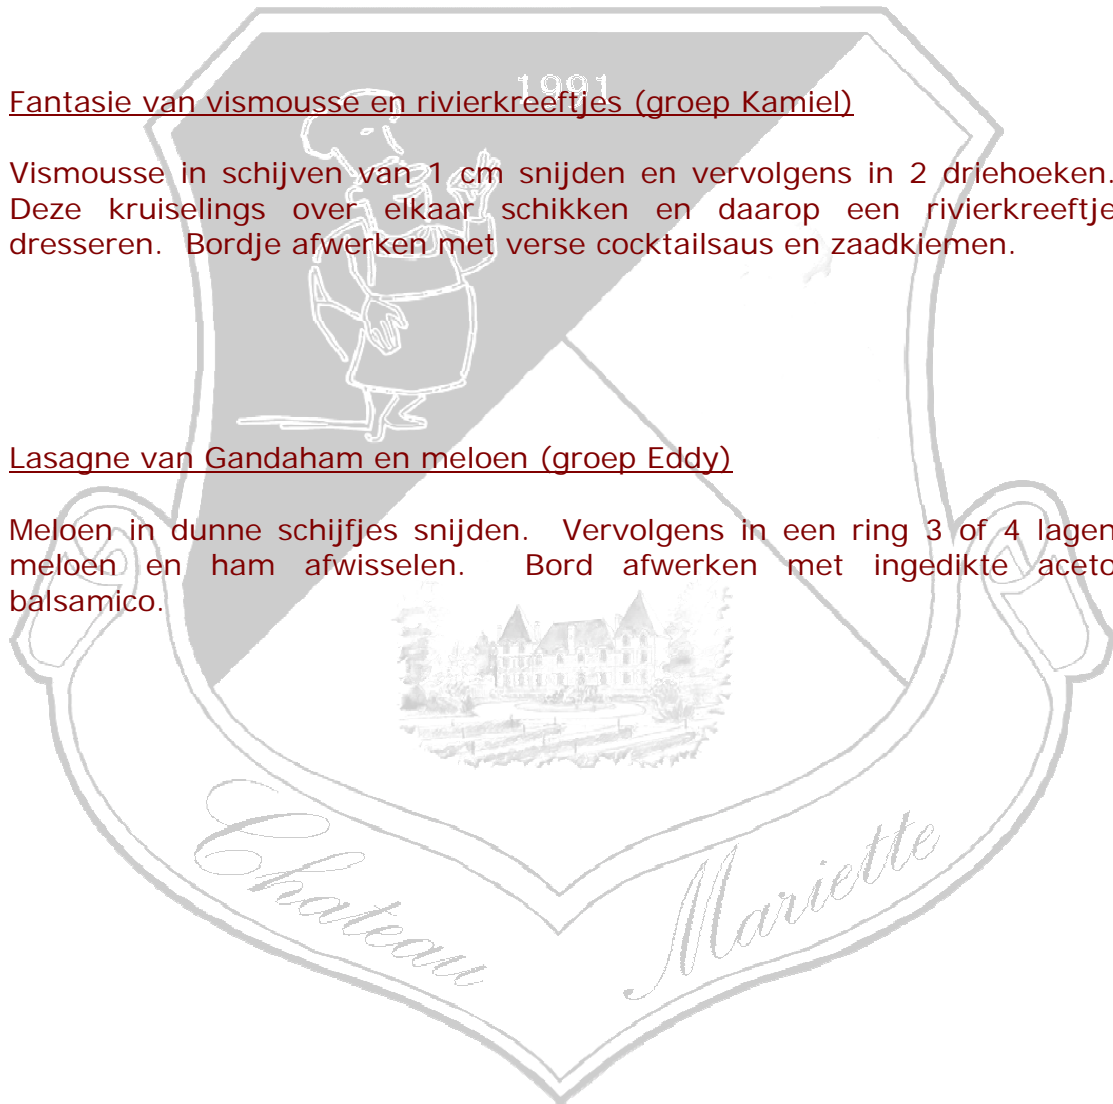 1991
Fantasie van vismousse en rivierkreeftjes (groep Kamiel)
Vismousse in schijven van 1 cm snijden en vervolgens in 2 driehoeken.
Deze kruiselings over elkaar schikken en daarop een rivierkreeftje
dresseren. Bordje afwerken met verse cocktailsaus en zaadkiemen.
Lasagne van Gandaham en meloen (groep Eddy)
Meloen in dunne schijfjes snijden. Vervolgens in een ring 3 of 4 lagen
meloen en ham afwisselen. Bord afwerken met ingedikte aceto
balsamico.
Chateau Mariette